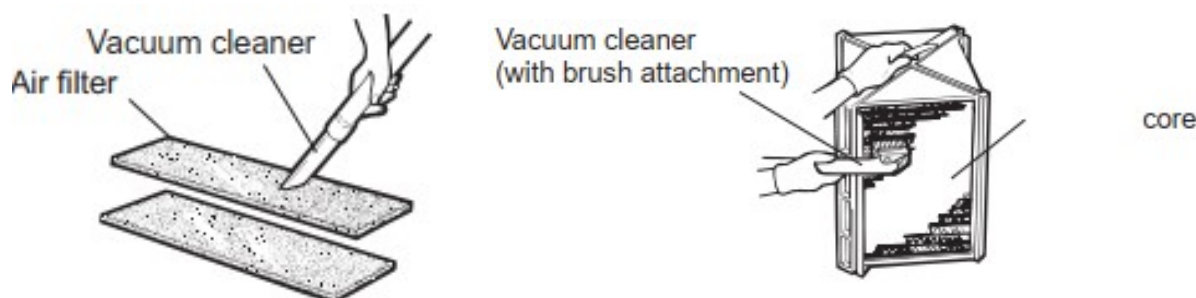 Vacuum cleaner
Air filter
Vacuum cleaner
(with brush attachment)
core